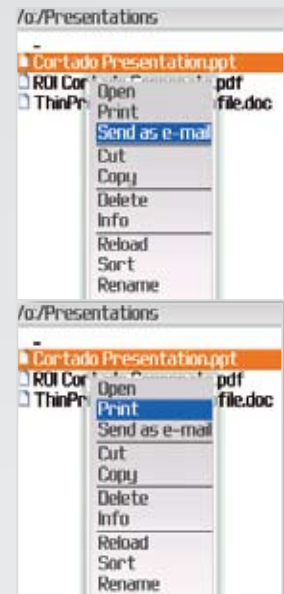 /o:/Presentations
Cortado Presentation.ppt
ROI Cor pdf
ThinPr file.doc
Open
Print
Send as e-mail
Cut
Copy
Delete
Info
Reload
Sort
Rename
/o:/Presentations
Cortado Presentation.ppt
ROI Cor pdf
ThinPr file.doc
Open
Print
Send as e-mail
Cut
Copy
Delete
Info
Reload
Sort
Rename